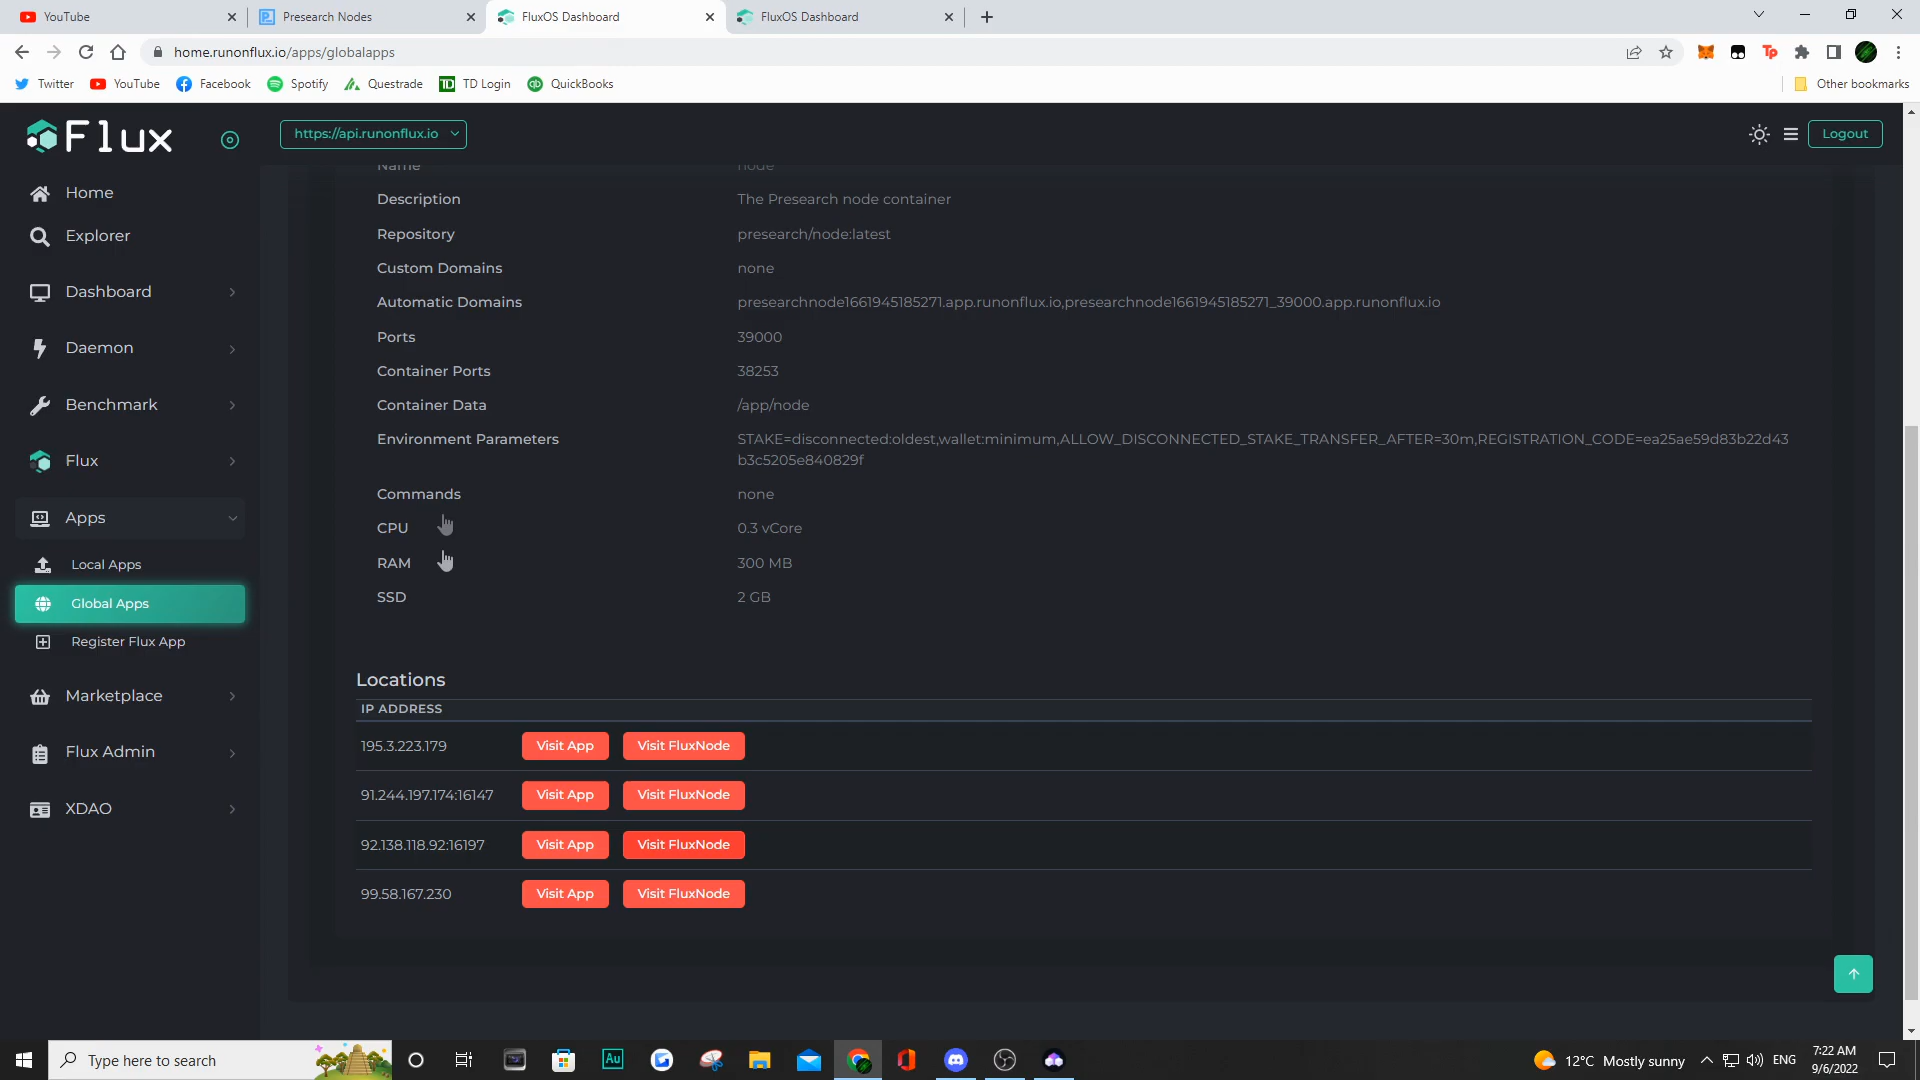 YouTube
Presearch Nodes
FluxOS Dashboard
FluxOS Dashboard
home.runonflux.io/apps/globalapps
Tp
Twitter
YouTube
Facebook
Spotify
Questrade
TD Login
QuickBooks
Other bookmarks
Flux
https://api.runonflux.io
Logout
Home
Explorer
Dashboard
Daemon
Benchmark
Flux
Apps
Local Apps
Global Apps
Register Flux App
Marketplace
Flux Admin
XDAO
Name node
Description The Presearch node container
Repository presearch/node:latest
Custom Domains none
Automatic Domains presearchnode1661945185271.app.runonflux.io,presearchnode1661945185271_39000.app.runonflux.io
Ports 39000
Container Ports 38253
Container Data /app/node
Environment Parameters STAKE=disconnected:oldest,wallet:minimum,ALLOW_DISCONNECTED_STAKE_TRANSFER_AFTER=30m,REGISTRATION_CODE=ea25ae59d83b22d43
b3c5205e840829f
Commands none
CPU 0.3 vCore
RAM 300 MB
SSD 2 GB
Locations
IP ADDRESS
195.3.223.179 Visit App Visit FluxNode
91.244.197.174:16147 Visit App Visit FluxNode
92.138.118.92:16197 Visit App Visit FluxNode
99.58.167.230 Visit App Visit FluxNode
Type here to search
Au
12°C Mostly sunny
ENG
7:22 AM
9/6/2022